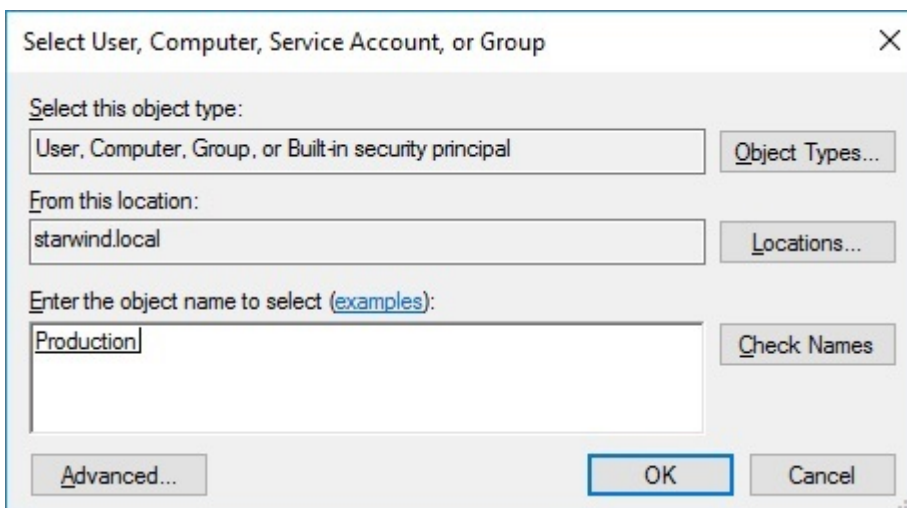 Select User, Computer, Service Account, or Group
Select this object type:
User, Computer, Group, or Built-in security principal
Object Types...
From this location:
starwind.local
Locations...
Enter the object name to select (examples):
Production
Check Names
Advanced...
OK
Cancel